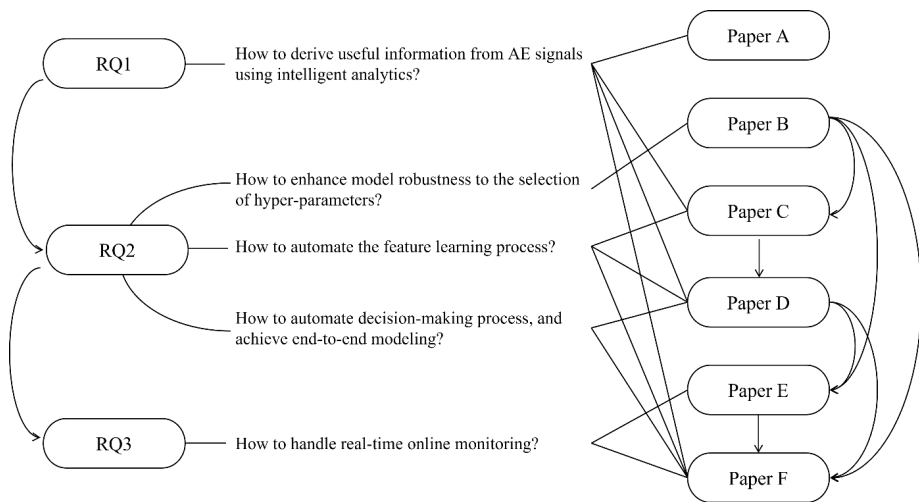 RQ1
How to derive useful information from AE signals
using intelligent analytics?
Paper A
Paper B
How to enhance model robustness to the selection
of hyper-parameters?
Paper C
RQ2
How to automate the feature learning process?
Paper D
How to automate decision-making process, and
achieve end-to-end modeling?
Paper E
RQ3
How to handle real-time online monitoring?
Paper F